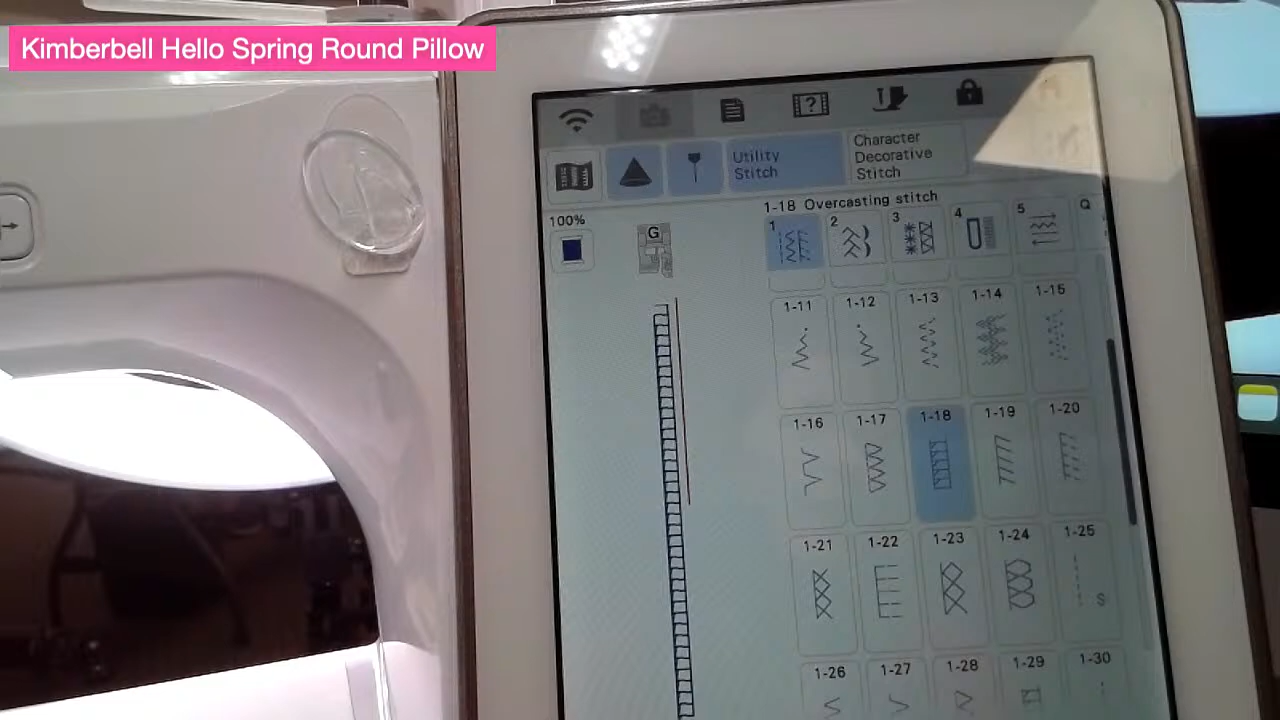 Kimberbell Hello Spring Round Pillow
?
Utility
Stitch
Character
Decorative
Stitch
1-18 Overcasting stitch
100%
G
1 2 3 4 5 Q
1-11 1-12 1-13 1-14 1-15
1-16 1-17 1-18 1-19 1-20
1-21 1-22 1-23 1-24 1-25
S
1-26 1-27 1-28 1-29 1-30